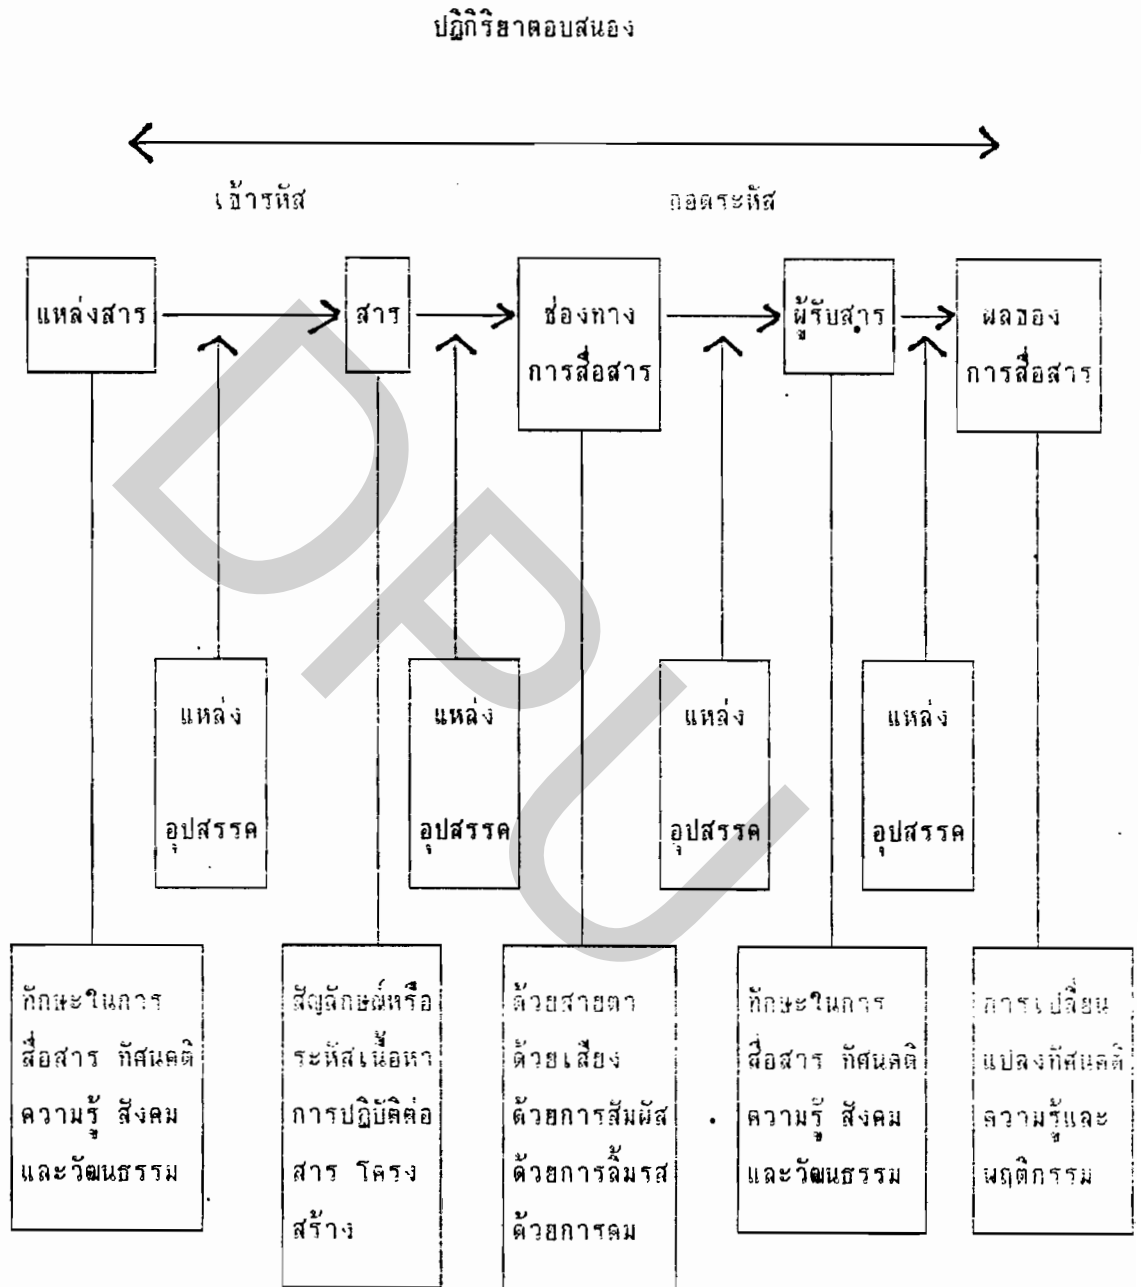 ปฏิกิริยาตอบสนอง
เข้ารหัส
ถอดระหัส
แหล่งสาร
สาร
ช่องทาง
การสื่อสาร
ผู้รับสาร
ผลของ
การสื่อสาร
แหล่ง
อุปสรรค
แหล่ง
อุปสรรค
แหล่ง
อุปสรรค
แหล่ง
อุปสรรค
ทักษะในการ
สื่อสาร ทัศนคติ
ความรู้ สังคม
และวัฒนธรรม
สัญลักษณ์หรือ
ระหัสเนื้อหา
การปฏิบัติต่อ
สาร โครง
สร้าง
ด้วยสายตา
ด้วยเสียง
ด้วยการสัมผัส
ด้วยการลิ้มรส
ด้วยการดม
ทักษะในการ
สื่อสาร ทัศนคติ
ความรู้ สังคม
และวัฒนธรรม
การเปลี่ยน
แปลงทัศนคติ
ความรู้และ
พฤติกรรม
DPU